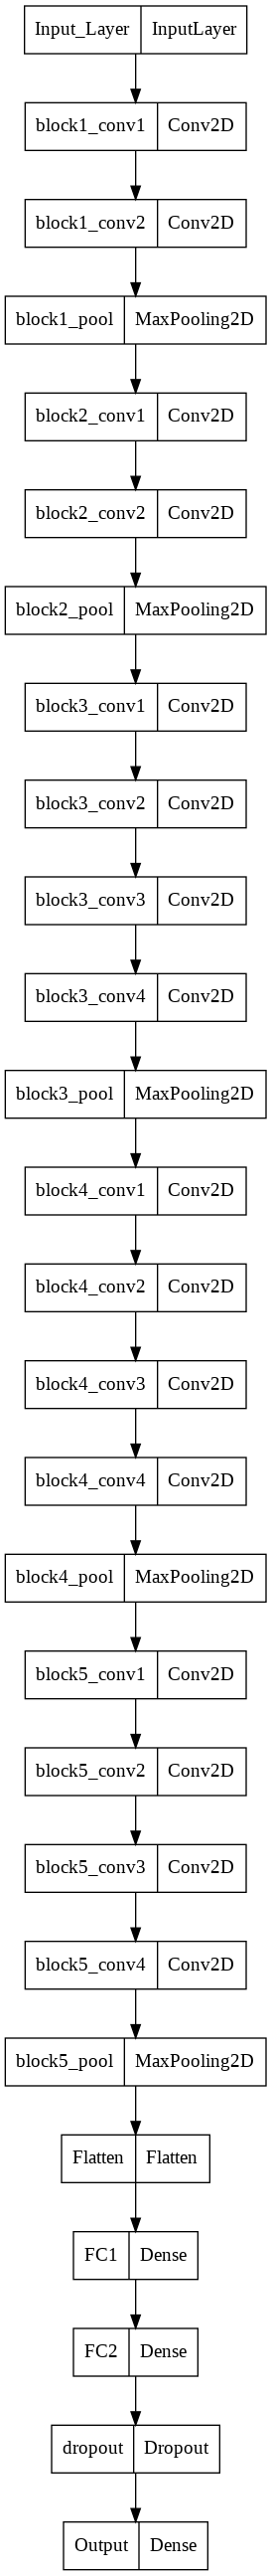 Input_Layer InputLayer
block1_conv1 Conv2D
block1_conv2 Conv2D
block1_pool MaxPooling2D
block2_conv1 Conv2D
block2_conv2 Conv2D
block2_pool MaxPooling2D
block3_conv1 Conv2D
block3_conv2 Conv2D
block3_conv3 Conv2D
block3_conv4 Conv2D
block3_pool MaxPooling2D
block4_conv1 Conv2D
block4_conv2 Conv2D
block4_conv3 Conv2D
block4_conv4 Conv2D
block4_pool MaxPooling2D
block5_conv1 Conv2D
block5_conv2 Conv2D
block5_conv3 Conv2D
block5_conv4 Conv2D
block5_pool MaxPooling2D
Flatten Flatten
FC1 Dense
FC2 Dense
dropout Dropout
Output Dense